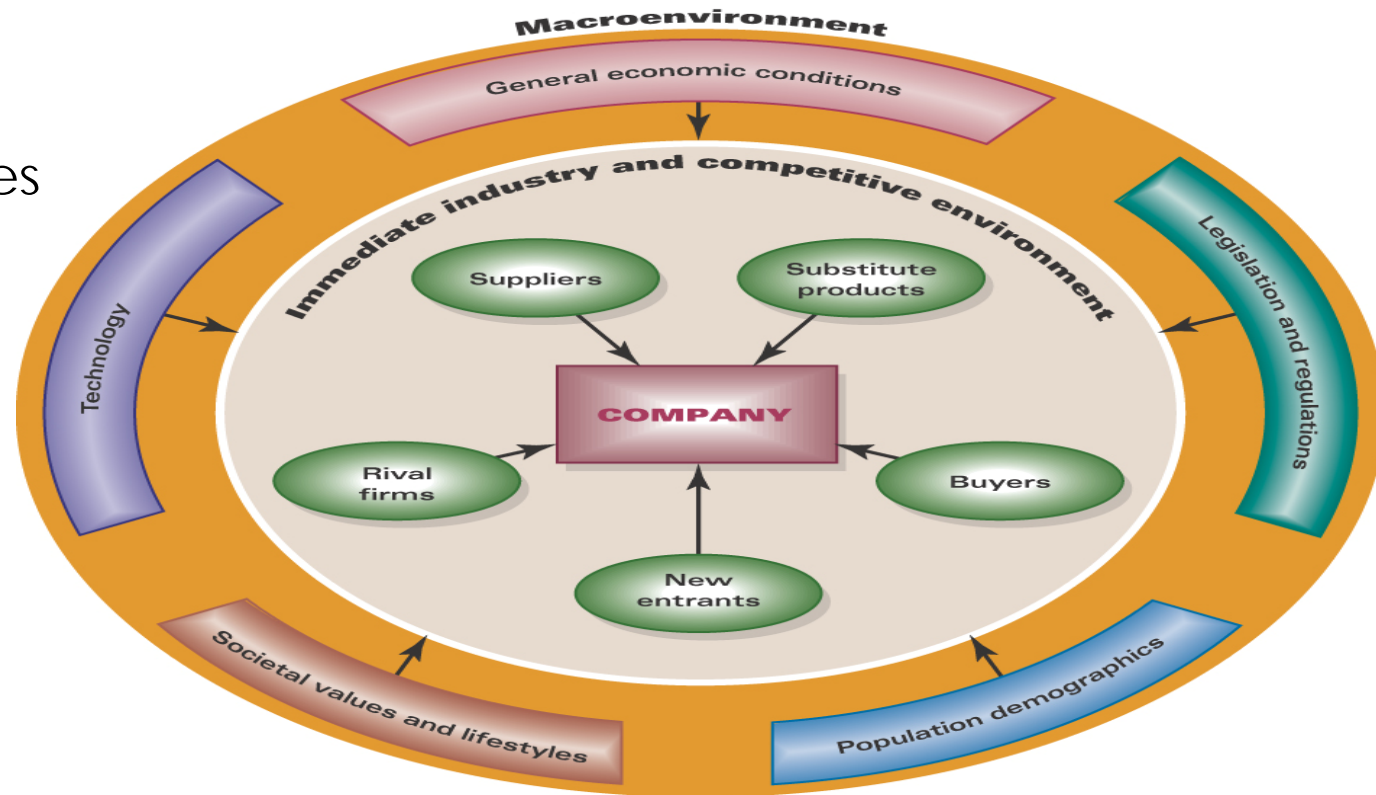 Macroenvironment
General economic conditions
es
Immediate industry and competitive environment
Technology
Legislation and regulations
Suppliers
Substitute
products
COMPANY
Rival
firms
Buyers
New
entrants
Societal values and lifestyles
Population demographics